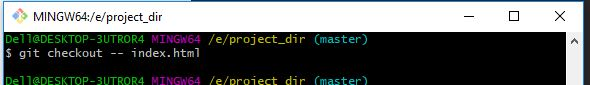 MINGW64:/e/project_dir
Dell@DESKTOP-3UTROR4 MINGW64 /e/project_dir (master)
$ git checkout -- index.html
Dell@DESKTOP-3UTROR4 MINGW64 /e/project_dir (master)